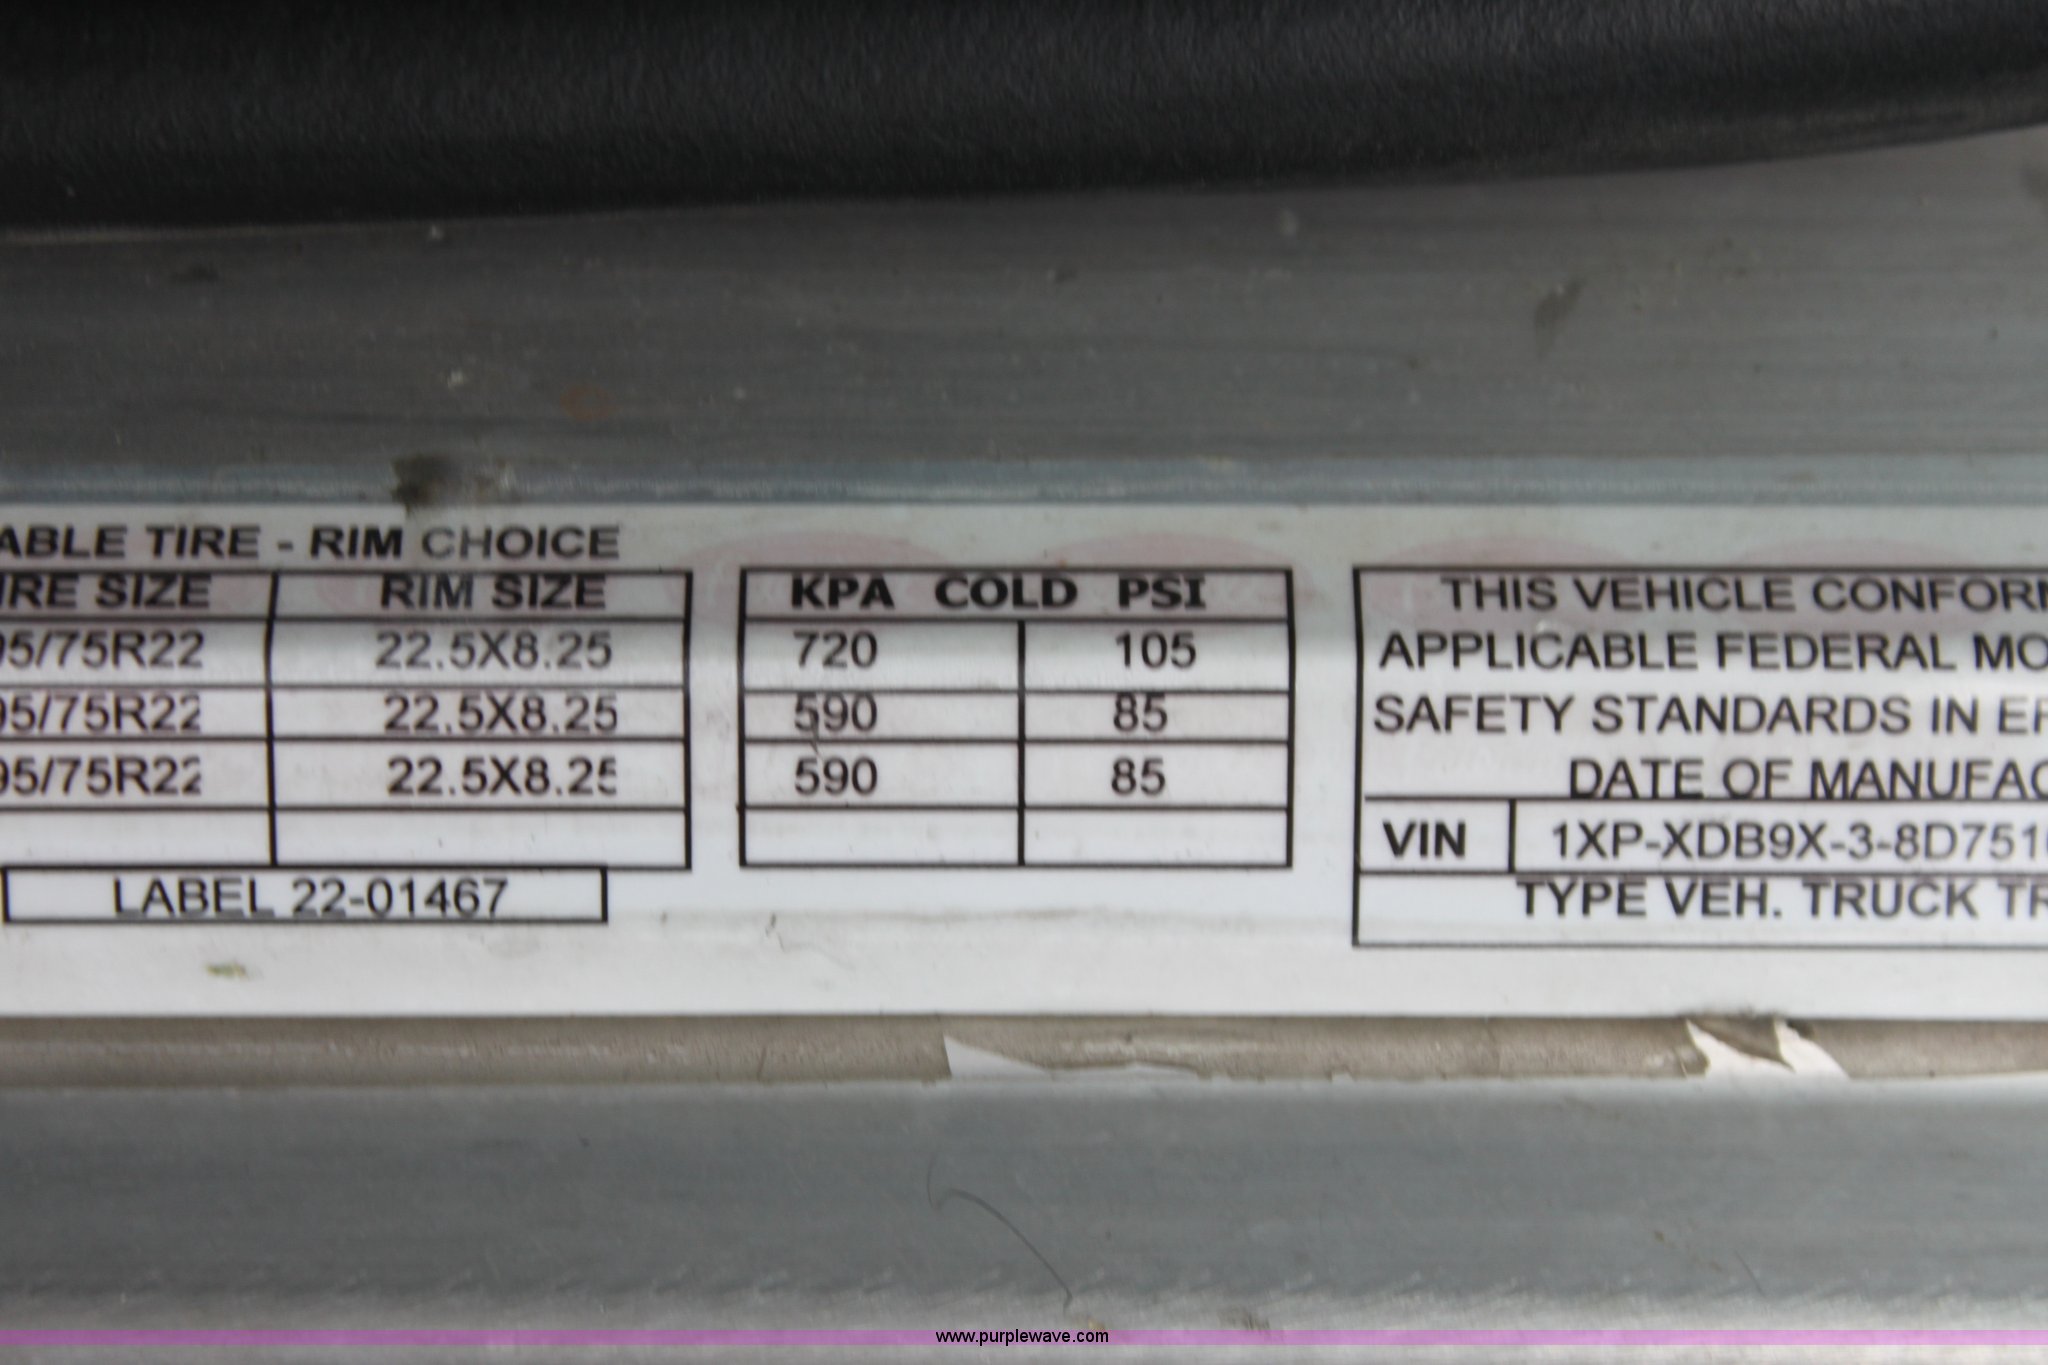 ABLE TIRE - RIM CHOICE
IRE SIZE RIM SIZE
95/75R22 22.5X8.25
95/75R22 22.5X8.25
95/75R22 22.5X8.25
LABEL 22-01467
KPA COLD PSI
720 105
590 85
590 85
THIS VEHICLE CONFORM
APPLICABLE FEDERAL MO
SAFETY STANDARDS IN EF
DATE OF MANUFAC
VIN 1XP-XDB9X-3-8D751
TYPE VEH. TRUCK TR
www.purplewave.com